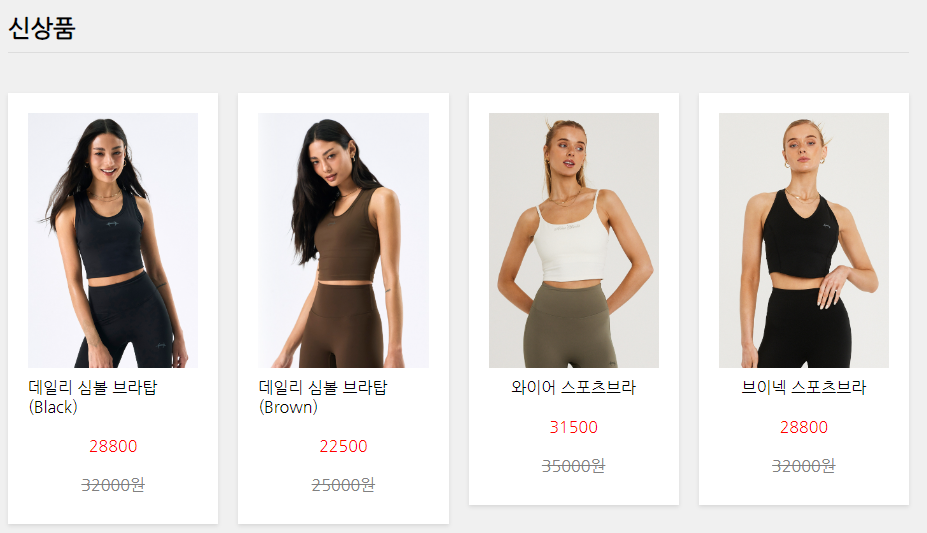 신상품
데일리 심볼 브라탑
(Black)
28800
32000원
데일리 심볼 브라탑
(Brown)
22500
25000원
와이어 스포츠브라
31500
35000원
브이넥 스포츠브라
28800
32000원